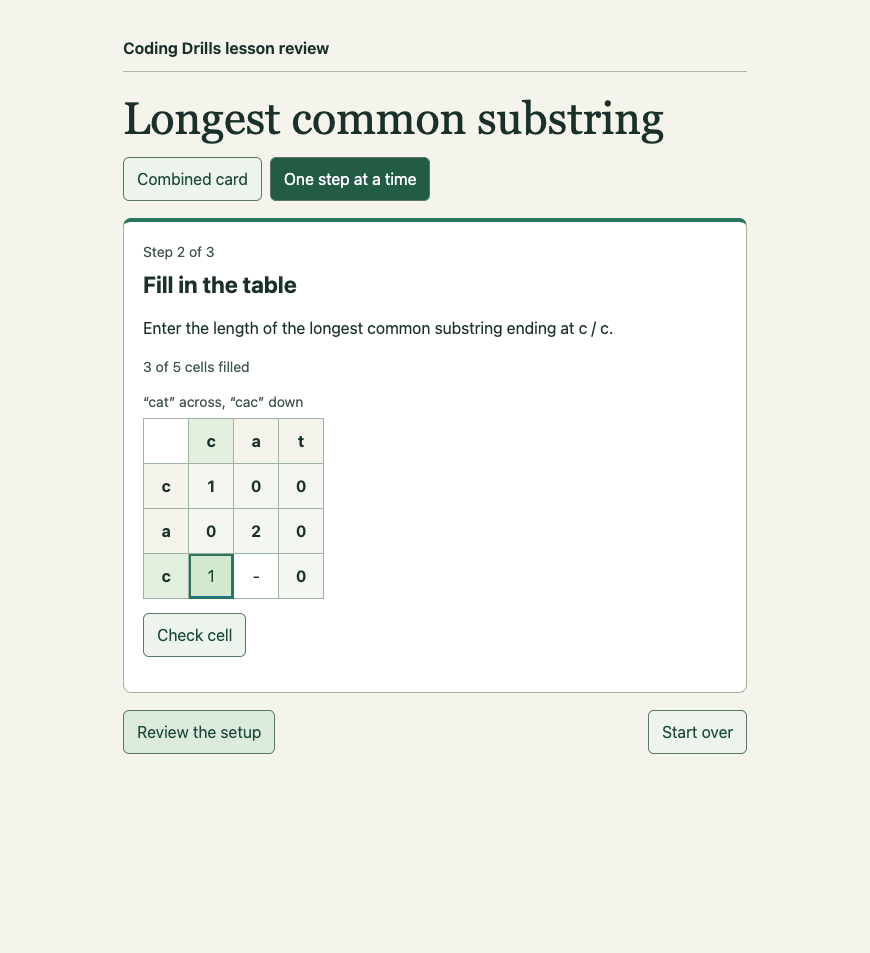 Coding Drills lesson review
Longest common substring
Combined card One step at a time
Step 2 of 3
Fill in the table
Enter the length of the longest common substring ending at c / c.
3 of 5 cells filled
“cat” across, “cac” down
c a t
c 1 0 0
a 0 2 0
c 1 - 0
Check cell
Review the setup Start over